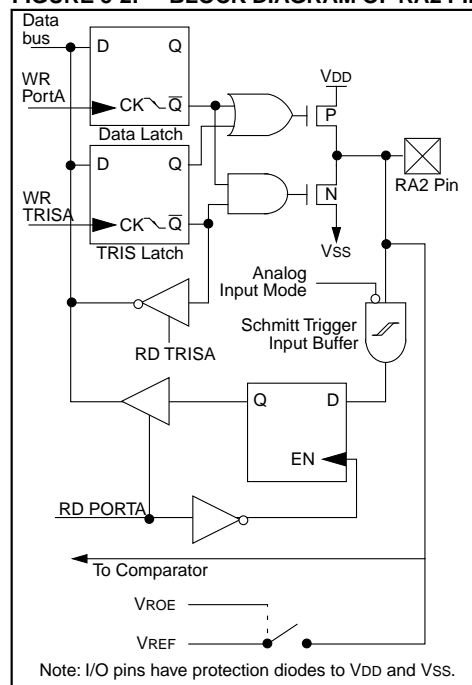 FIGURE 3-2: BLOCK DIAGRAM OF RA2 PIN
Data
bus
D Q
WR
PortA
CK Q
VDD
P
Data Latch
D Q
RA2 Pin
WR
TRISA
CK Q
N
TRIS Latch
VSS
Analog
Input Mode
Schmitt Trigger
Input Buffer
RD TRISA
Q D
EN
RD PORTA
To Comparator
VROE
VREF
Note: I/O pins have protection diodes to VDD and VSS.